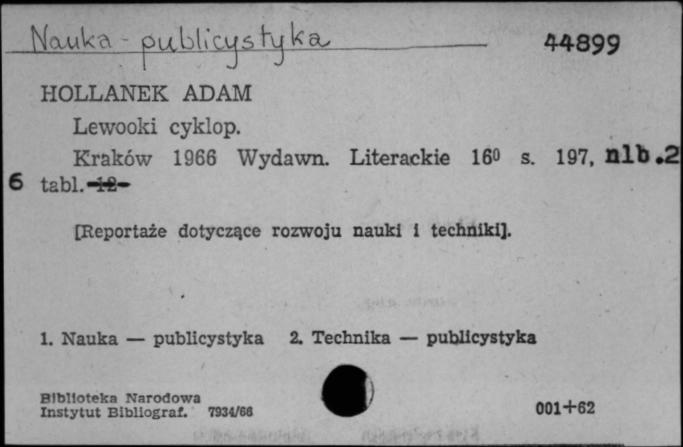 Nauka - publicystyka 44899
HOLLANEK ADAM
Lewooki cyklop.
Kraków 1966 Wydawn. Literackie 16⁰ s. 197, nlb.2
6 tabl. 12
[Reportaże dotyczące rozwoju nauki i techniki].
1. Nauka — publicystyka 2. Technika — publicystyka
Biblioteka Narodowa
Instytut Bibliograf. 7934/66 001+62